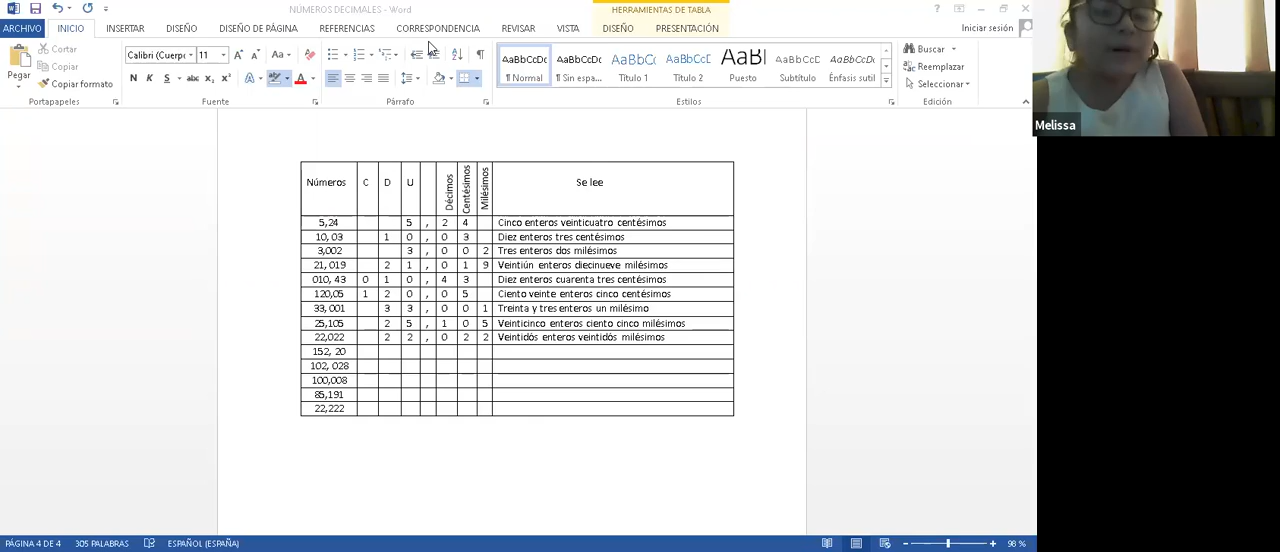 NÚMEROS DECIMALES - Word
HERRAMIENTAS DE TABLA
ARCHIVO INICIO INSERTAR DISEÑO DISEÑO DE PÁGINA REFERENCIAS CORRESPONDENCIA REVISAR VISTA DISEÑO PRESENTACIÓN Iniciar sesión
Pegar
Cortar
Copiar
Copiar formato
Calibri (Cuerp 11
AaBbCcDc AaBbCcDc AaBbC( AaBbCcD AaBl AaBbCcD AaBbCcDc
¶ Normal ¶ Sin espa... Título 1 Título 2 Puesto Subtítulo Énfasis sutil
Buscar
Reemplazar
Seleccionar
Portapapeles Fuente Párrafo Estilos Edición
Melissa
Números C D U Décimos Centésimos Milésimos Se lee
5,24 5 , 2 4 Cinco enteros veinticuatro centésimos
10, 03 1 0 , 0 3 Diez enteros tres centésimos
3,002 3 , 0 0 2 Tres enteros dos milésimos
21, 019 2 1 , 0 1 9 Veintiún enteros diecinueve milésimos
010, 43 0 1 0 , 4 3 Diez enteros cuarenta tres centésimos
120,05 1 2 0 , 0 5 Ciento veinte enteros cinco centésimos
33, 001 3 3 , 0 0 1 Treinta y tres enteros un milésimo
25,105 2 5 , 1 0 5 Veinticinco enteros ciento cinco milésimos
22,022 2 2 , 0 2 2 Veintidós enteros veintidós milésimos
152, 20
102, 028
100,008
85,191
22,222
PÁGINA 4 DE 4 305 PALABRAS ESPAÑOL (ESPAÑA) 98 %